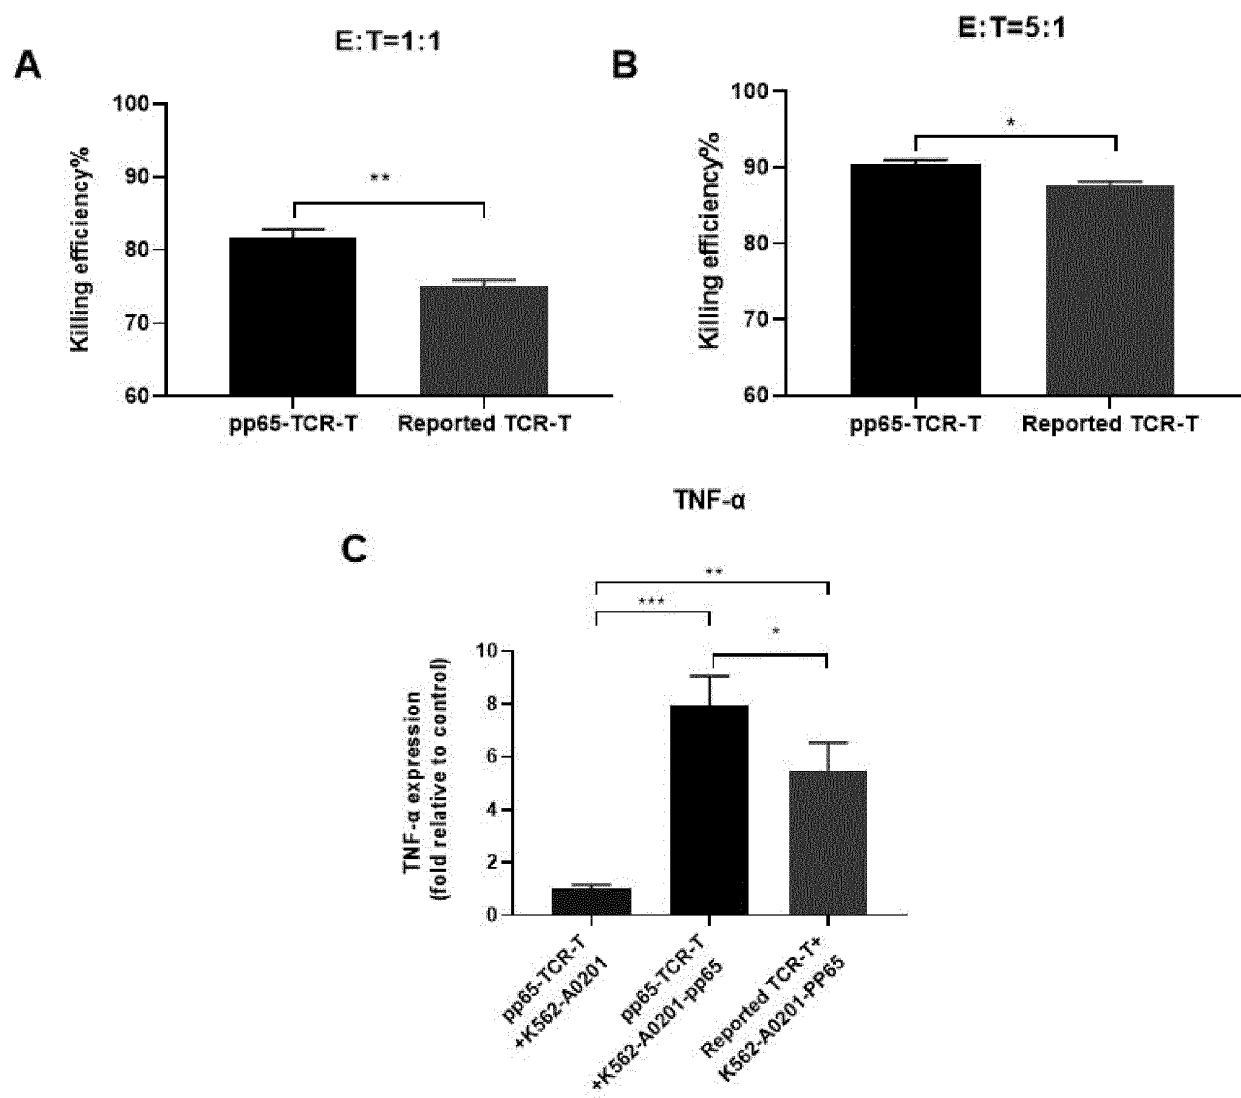 E:T=1:1
A
100
90
80
70
60
Killing efficiency%
**
pp65-TCR-T
Reported TCR-T
E:T=5:1
B
100
90
80
70
60
Killing efficiency%
*
pp65-TCR-T
Reported TCR-T
TNF-α
C
**
***
*
10
8
6
4
2
0
TNF-α expression
(fold relative to control)
pp65-TCR-T
+K562-A0201
pp65-TCR-T
+K562-A0201-pp65
Reported TCR-T+
K562-A0201-PP65